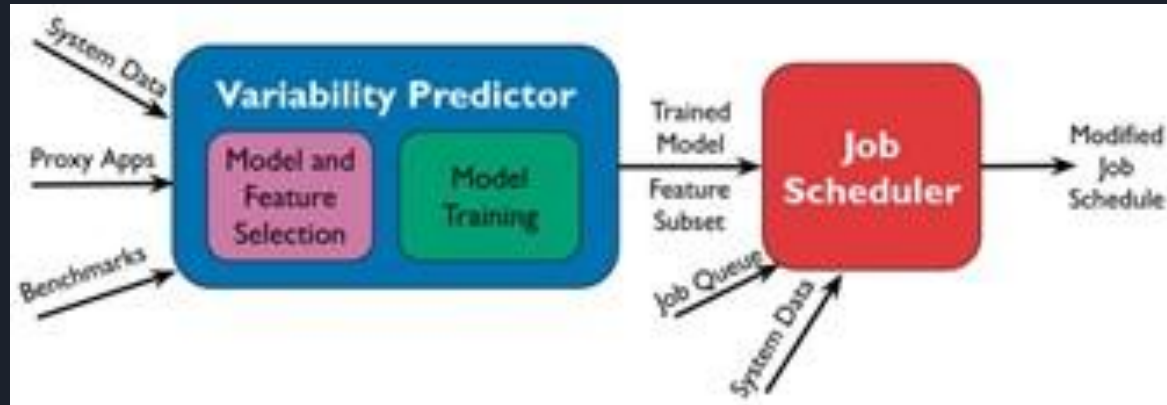 System Data
Proxy Apps
Benchmarks
Variability Predictor
Model and
Feature
Selection
Model
Training
Trained
Model
Feature
Subset
Job Queue
System Data
Job
Scheduler
Modified
Job
Schedule